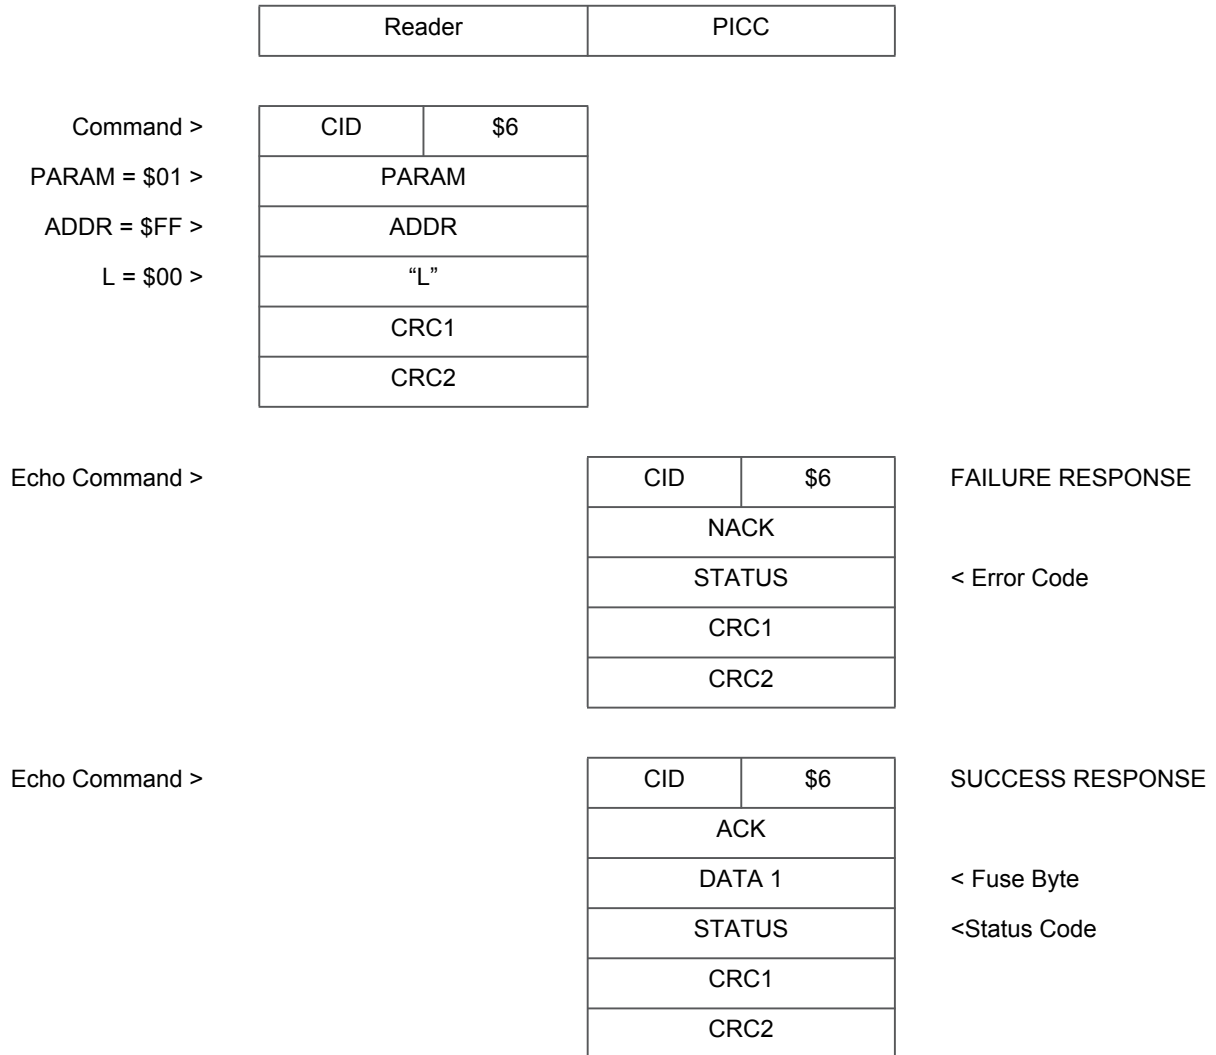 Reader PICC
Command > CID $6
PARAM = $01 > PARAM
ADDR = $FF > ADDR
L = $00 > “L”
CRC1
CRC2
Echo Command > CID $6 FAILURE RESPONSE
NACK
STATUS < Error Code
CRC1
CRC2
Echo Command > CID $6 SUCCESS RESPONSE
ACK
DATA 1 < Fuse Byte
STATUS <Status Code
CRC1
CRC2